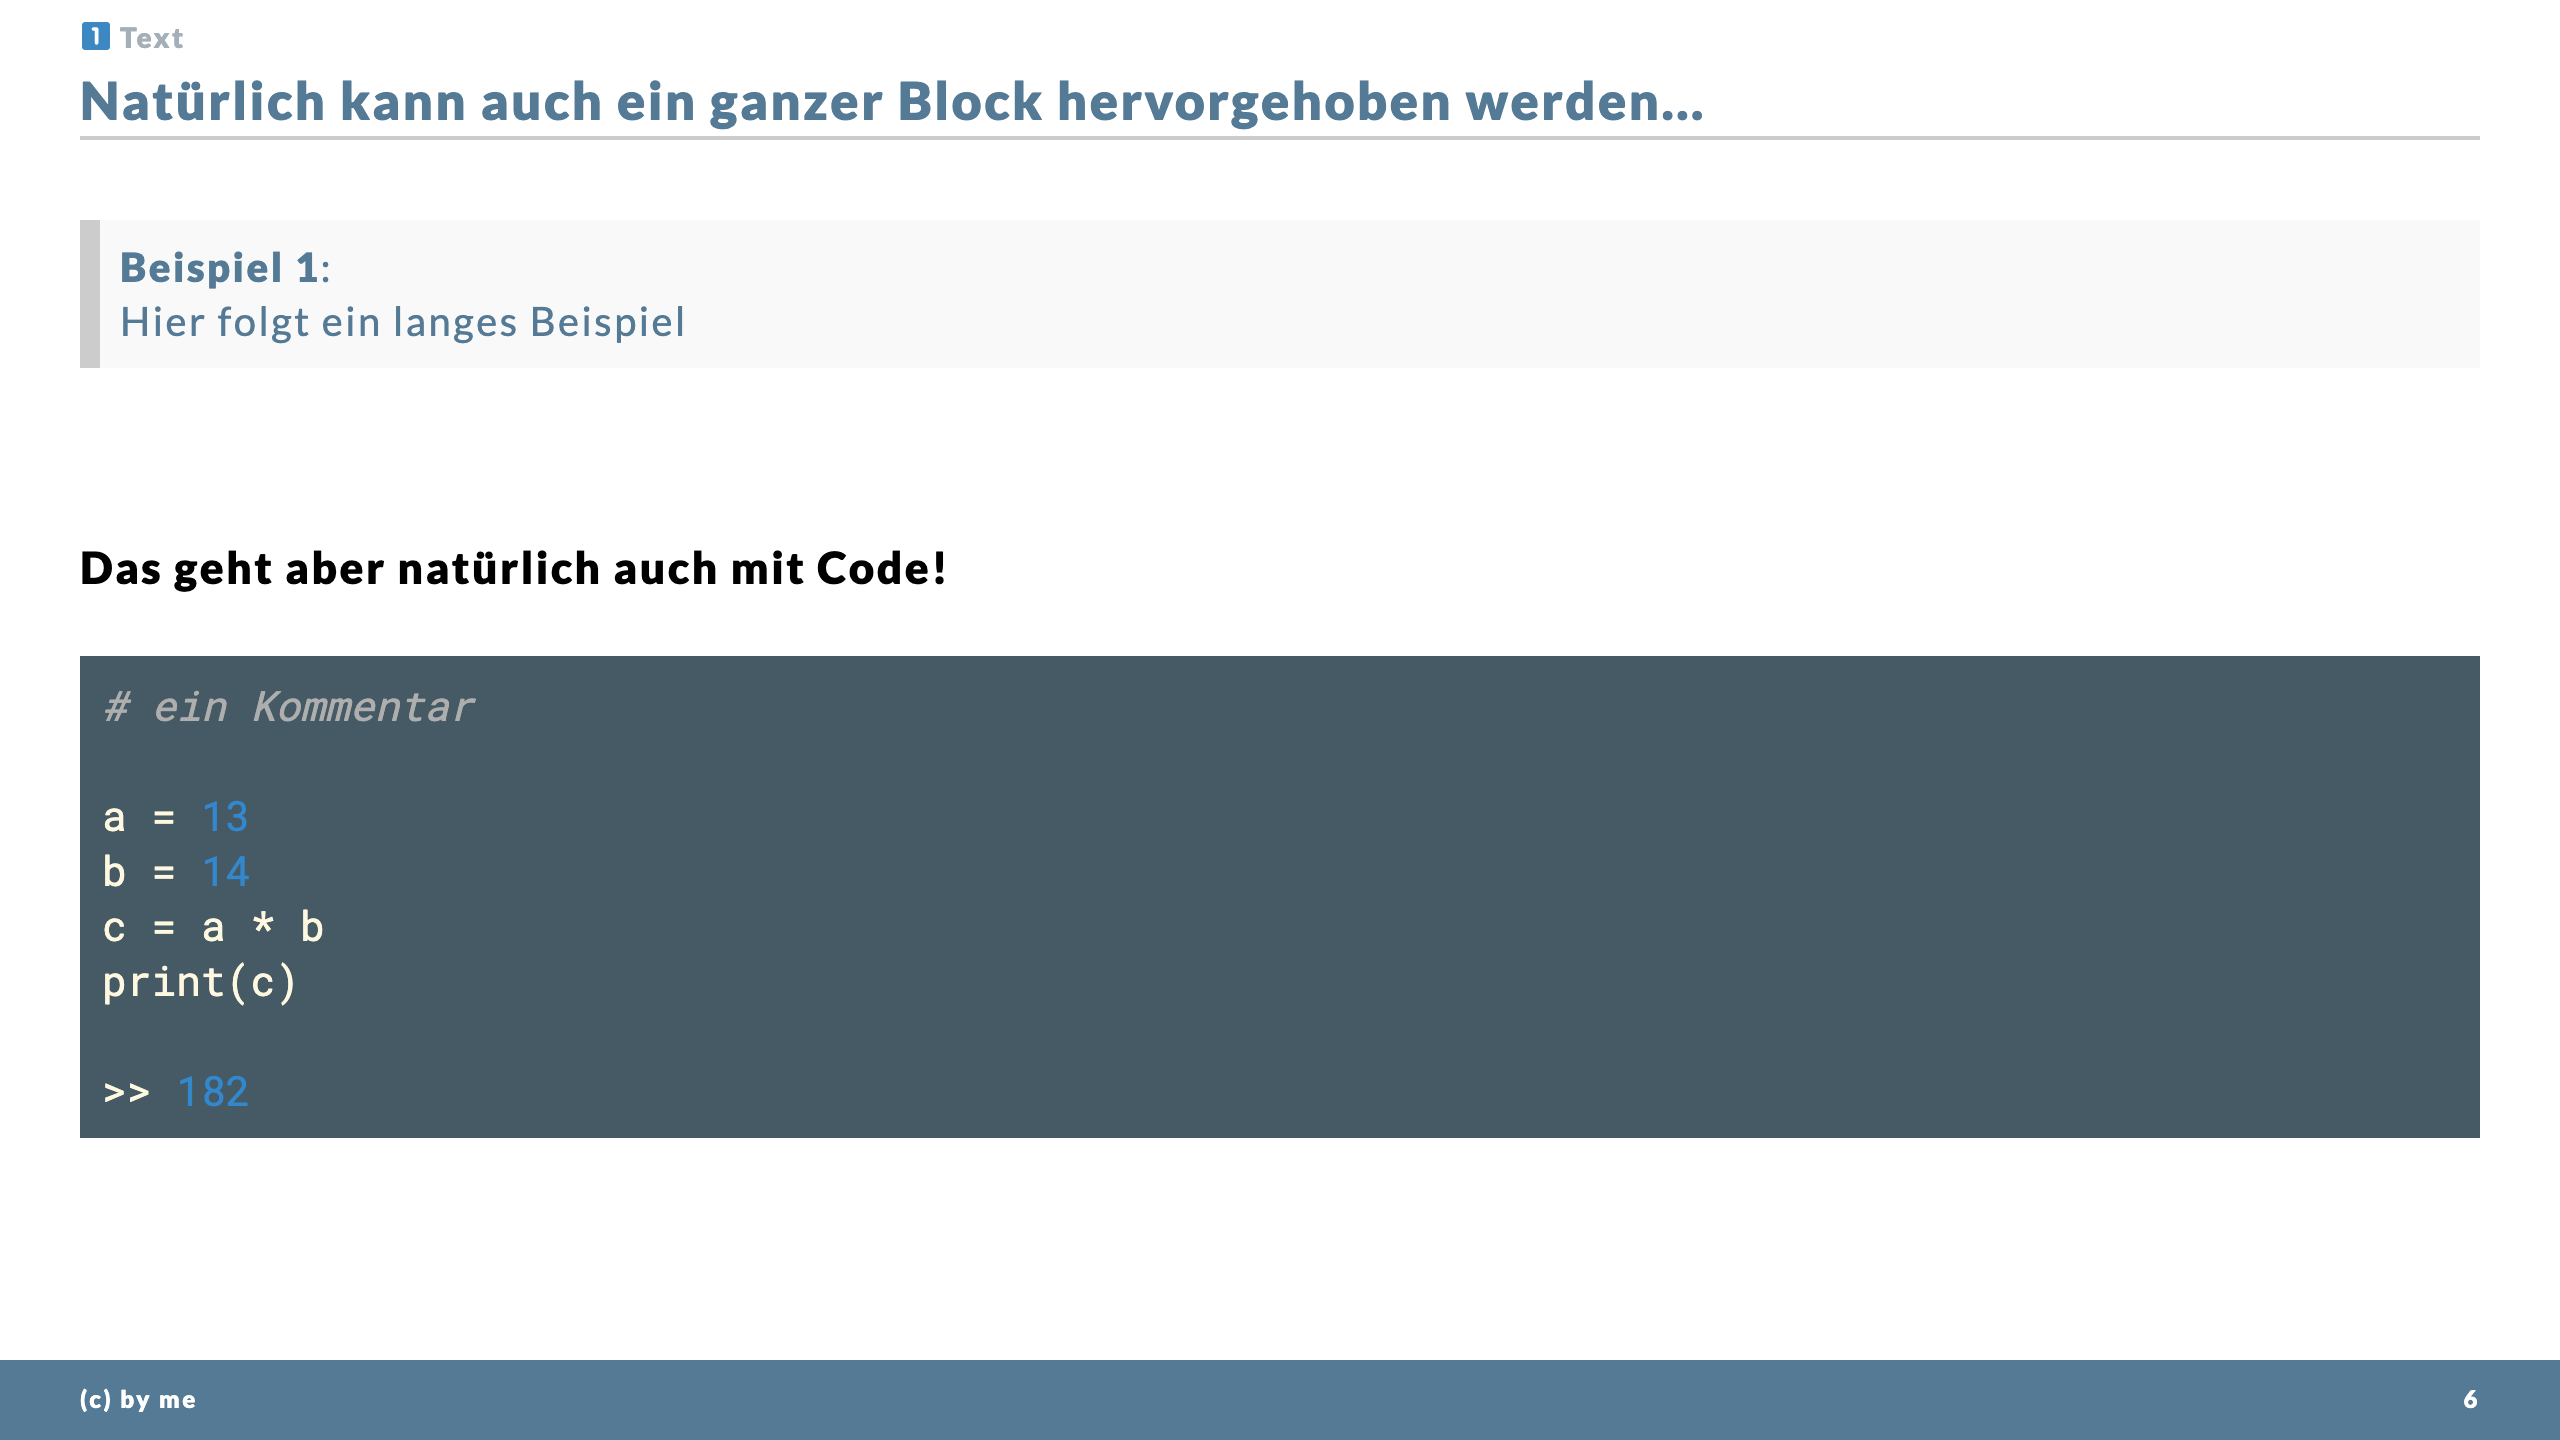 1 Text
Natürlich kann auch ein ganzer Block hervorgehoben werden...
Beispiel 1:
Hier folgt ein langes Beispiel
Das geht aber natürlich auch mit Code!
# ein Kommentar
a = 13
b = 14
c = a * b
print(c)
>> 182
(c) by me
6